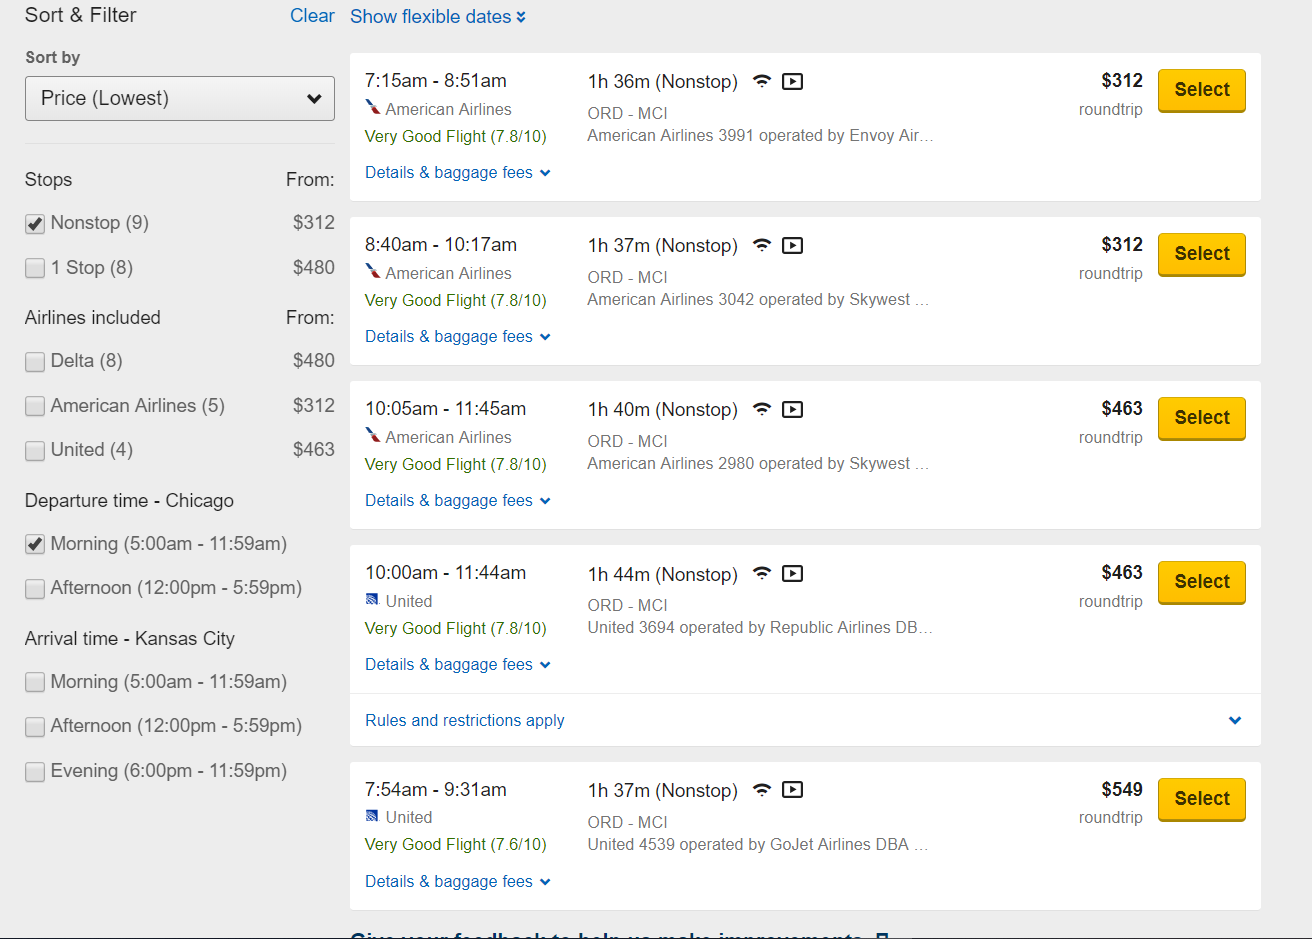 Sort & Filter
Clear
Sort by
Price (Lowest)
Stops From:
Nonstop (9) $312
1 Stop (8) $480
Airlines included From:
Delta (8) $480
American Airlines (5) $312
United (4) $463
Departure time - Chicago
Morning (5:00am - 11:59am)
Afternoon (12:00pm - 5:59pm)
Arrival time - Kansas City
Morning (5:00am - 11:59am)
Afternoon (12:00pm - 5:59pm)
Evening (6:00pm - 11:59pm)
Show flexible dates
7:15am - 8:51am 1h 36m (Nonstop) $312 Select
American Airlines ORD - MCI roundtrip
Very Good Flight (7.8/10) American Airlines 3991 operated by Envoy Air…
Details & baggage fees
8:40am - 10:17am 1h 37m (Nonstop) $312 Select
American Airlines ORD - MCI roundtrip
Very Good Flight (7.8/10) American Airlines 3042 operated by Skywest …
Details & baggage fees
10:05am - 11:45am 1h 40m (Nonstop) $463 Select
American Airlines ORD - MCI roundtrip
Very Good Flight (7.8/10) American Airlines 2980 operated by Skywest …
Details & baggage fees
10:00am - 11:44am 1h 44m (Nonstop) $463 Select
United ORD - MCI roundtrip
Very Good Flight (7.8/10) United 3694 operated by Republic Airlines DB…
Details & baggage fees
Rules and restrictions apply
7:54am - 9:31am 1h 37m (Nonstop) $549 Select
United ORD - MCI roundtrip
Very Good Flight (7.6/10) United 4539 operated by GoJet Airlines DBA …
Details & baggage fees
Give your feedback to help us make improvements